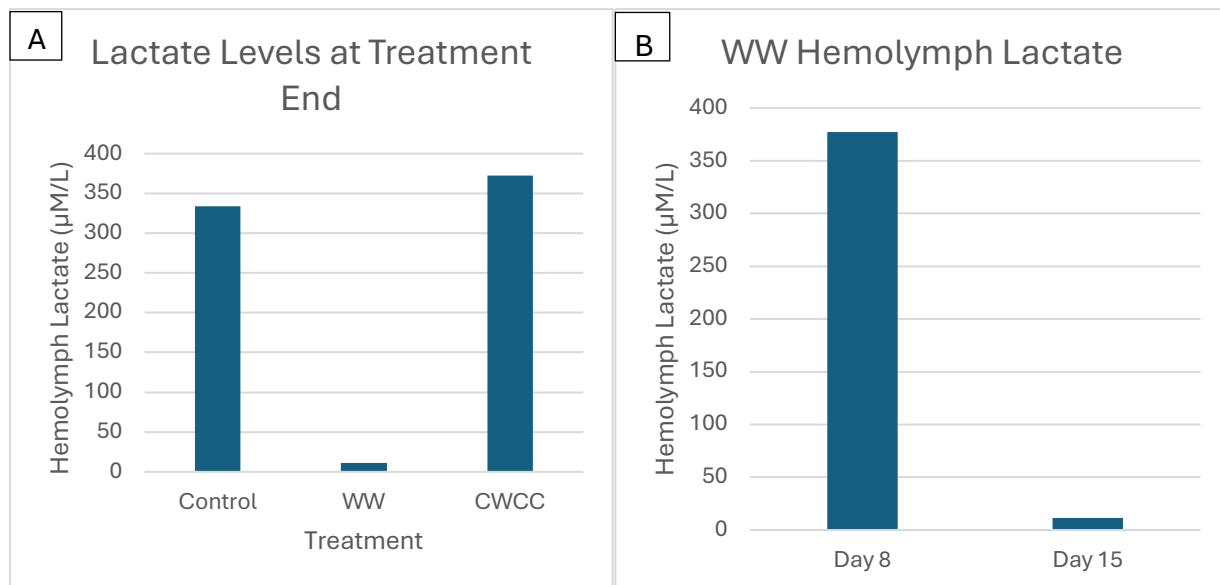 A
Lactate Levels at Treatment
End
Hemolymph Lactate (µM/L)
400
350
300
250
200
150
100
50
0
Control WW CWCC
Treatment
B
WW Hemolymph Lactate
Hemolymph Lactate (µM/L)
400
350
300
250
200
150
100
50
0
Day 8 Day 15